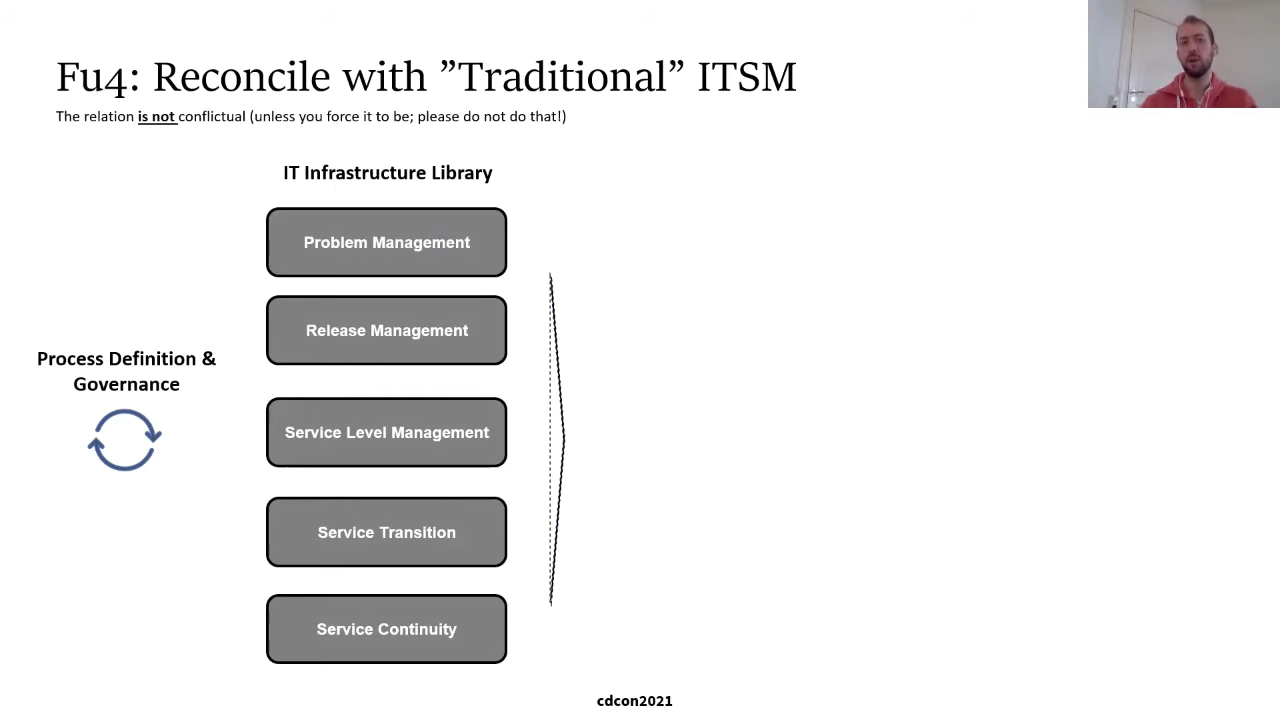 Fu4: Reconcile with ”Traditional” ITSM
The relation is not conflictual (unless you force it to be; please do not do that!)
IT Infrastructure Library
Problem Management
Release Management
Process Definition &
Governance
Service Level Management
Service Transition
Service Continuity
cdcon2021